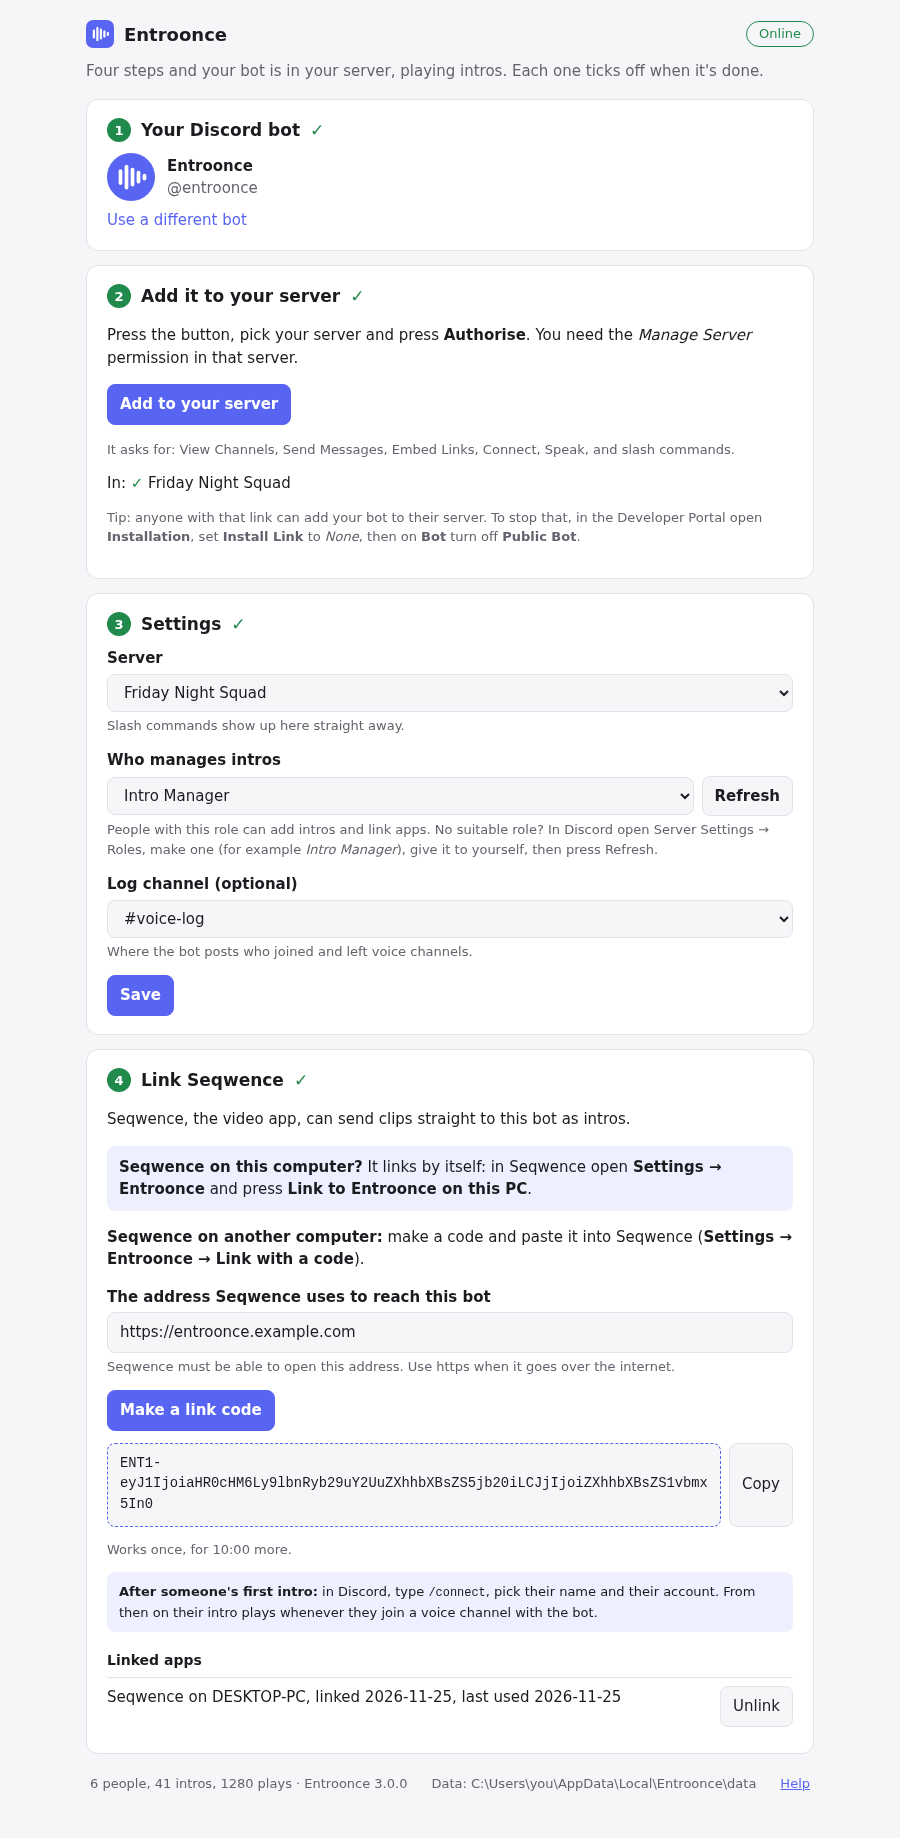 Entroonce
Online
Four steps and your bot is in your server, playing intros. Each one ticks off when it's done.
1 Your Discord bot ✓
Entroonce
@entroonce
Use a different bot
2 Add it to your server ✓
Press the button, pick your server and press Authorise. You need the Manage Server
permission in that server.
Add to your server
It asks for: View Channels, Send Messages, Embed Links, Connect, Speak, and slash commands.
In: ✓ Friday Night Squad
Tip: anyone with that link can add your bot to their server. To stop that, in the Developer Portal open
Installation, set Install Link to None, then on Bot turn off Public Bot.
3 Settings ✓
Server
Friday Night Squad
Slash commands show up here straight away.
Who manages intros
Intro Manager
Refresh
People with this role can add intros and link apps. No suitable role? In Discord open Server Settings →
Roles, make one (for example Intro Manager), give it to yourself, then press Refresh.
Log channel (optional)
#voice-log
Where the bot posts who joined and left voice channels.
Save
4 Link Seqwence ✓
Seqwence, the video app, can send clips straight to this bot as intros.
Seqwence on this computer? It links by itself: in Seqwence open Settings →
Entroonce and press Link to Entroonce on this PC.
Seqwence on another computer: make a code and paste it into Seqwence (Settings →
Entroonce → Link with a code).
The address Seqwence uses to reach this bot
https://entroonce.example.com
Seqwence must be able to open this address. Use https when it goes over the internet.
Make a link code
ENT1-
eyJ1IjoiaHR0cHM6Ly9lbnRyb29uY2UuZXhhbXBsZS5jb20iLCJjIjoiZXhhbXBsZS1vbmx
5In0
Copy
Works once, for 10:00 more.
After someone's first intro: in Discord, type /connect, pick their name and their account. From
then on their intro plays whenever they join a voice channel with the bot.
Linked apps
Seqwence on DESKTOP-PC, linked 2026-11-25, last used 2026-11-25
Unlink
6 people, 41 intros, 1280 plays · Entroonce 3.0.0
Data: C:\Users\you\AppData\Local\Entroonce\data
Help